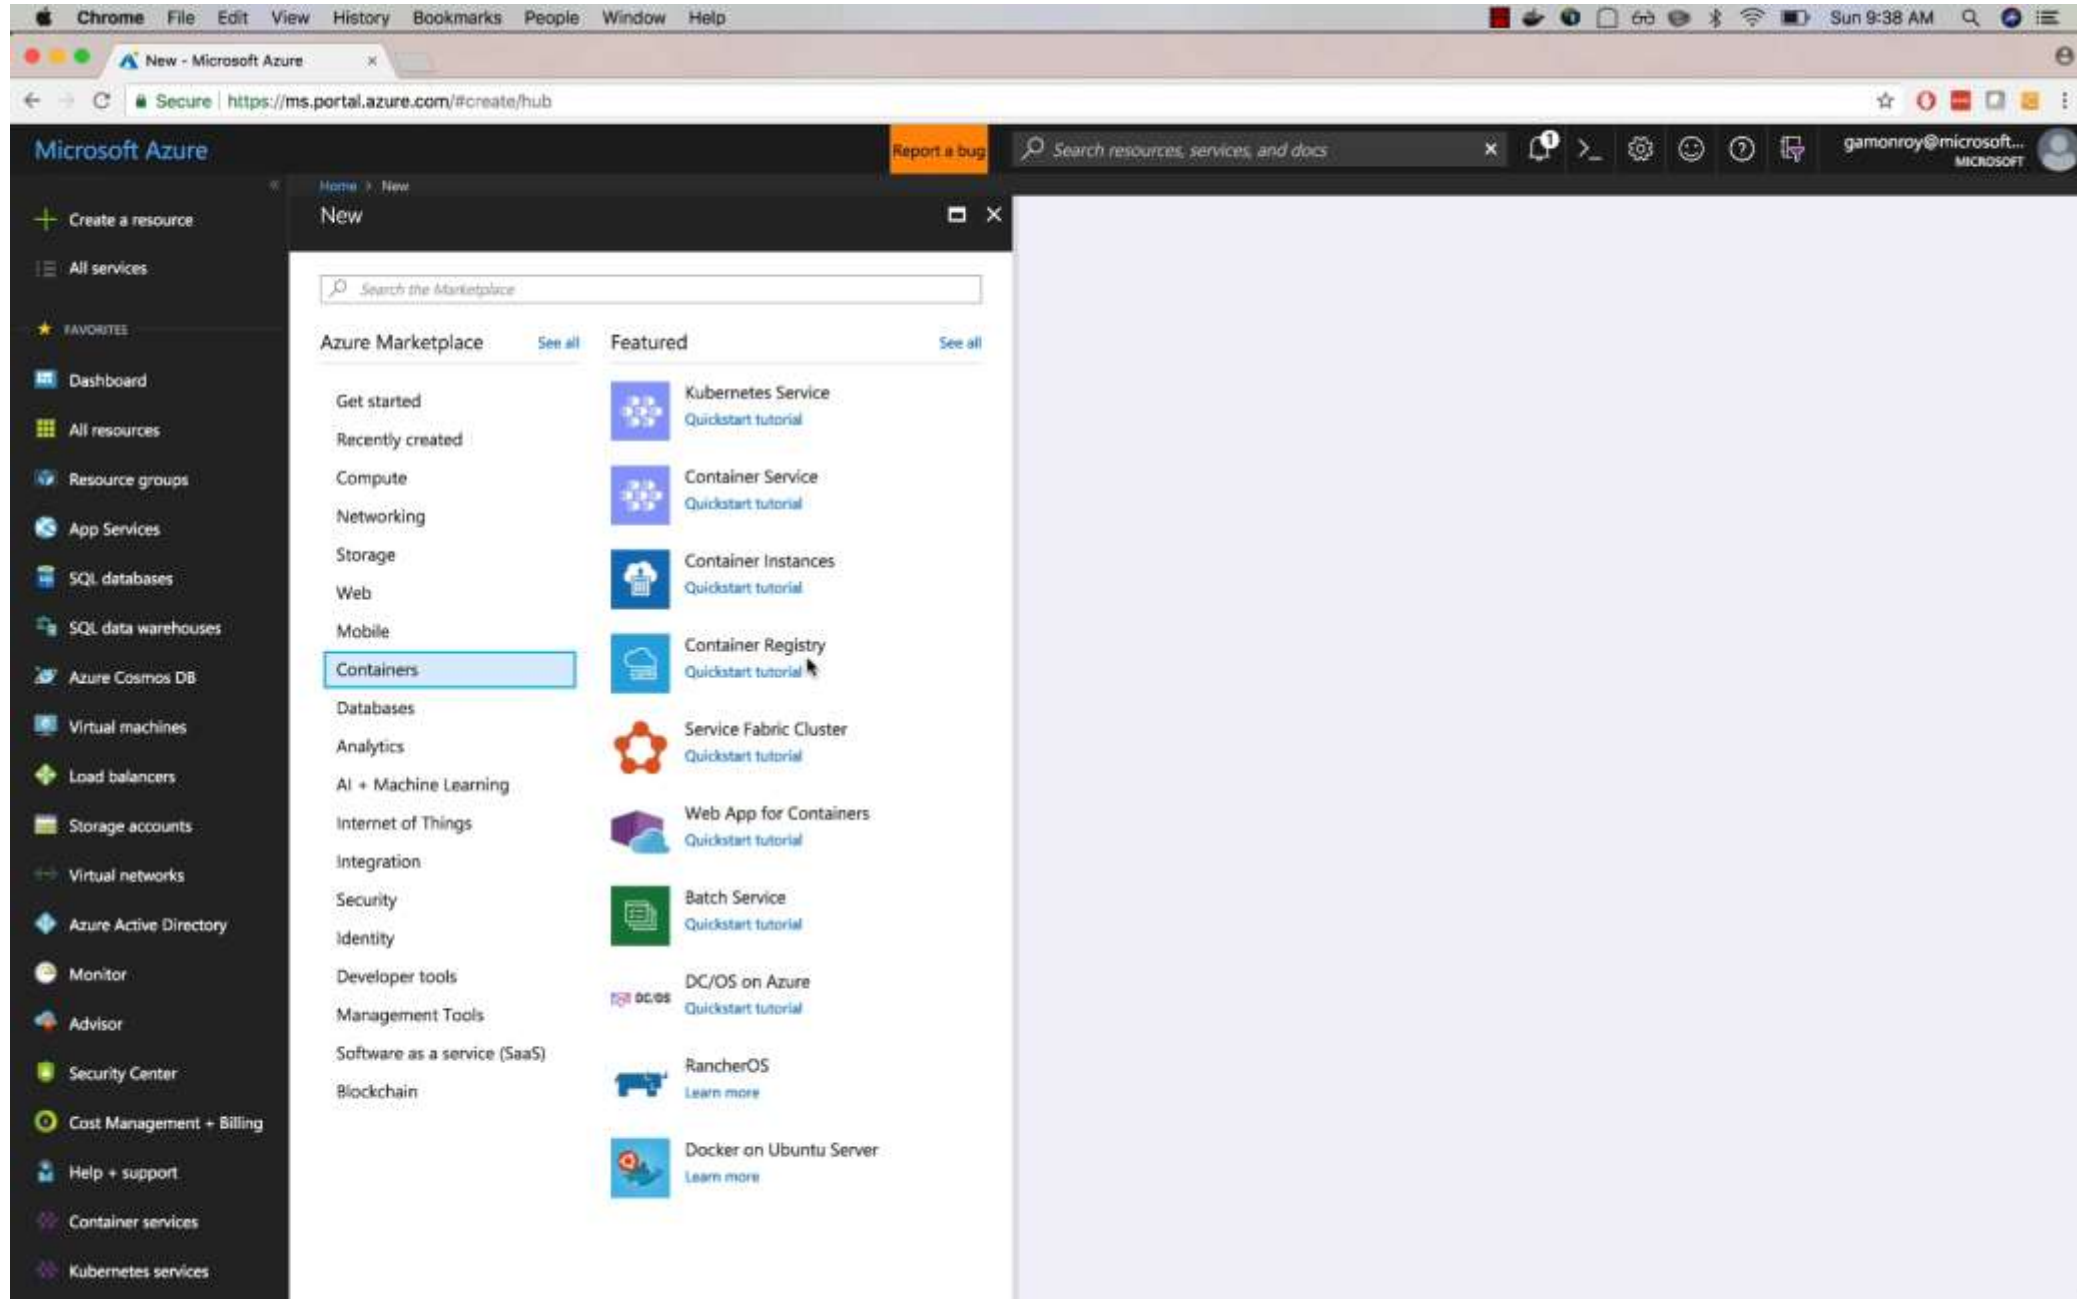 Chrome File Edit View History Bookmarks People Window Help Sun 9:38 AM
New - Microsoft Azure
Secure https://ms.portal.azure.com/#create/hub
Microsoft Azure Report a bug Search resources, services, and docs 1 gamonroy@microsoft...
MICROSOFT
Home > New
New
Create a resource
All services
FAVORITES
Dashboard
All resources
Resource groups
App Services
SQL databases
SQL data warehouses
Azure Cosmos DB
Virtual machines
Load balancers
Storage accounts
Virtual networks
Azure Active Directory
Monitor
Advisor
Security Center
Cost Management + Billing
Help + support
Container services
Kubernetes services
Search the Marketplace
Azure Marketplace See all
Get started
Recently created
Compute
Networking
Storage
Web
Mobile
Containers
Databases
Analytics
AI + Machine Learning
Internet of Things
Integration
Security
Identity
Developer tools
Management Tools
Software as a service (SaaS)
Blockchain
Featured See all
Kubernetes Service
Quickstart tutorial
Container Service
Quickstart tutorial
Container Instances
Quickstart tutorial
Container Registry
Quickstart tutorial
Service Fabric Cluster
Quickstart tutorial
Web App for Containers
Quickstart tutorial
Batch Service
Quickstart tutorial
DC/OS DC/OS on Azure
Quickstart tutorial
RancherOS
Learn more
Docker on Ubuntu Server
Learn more